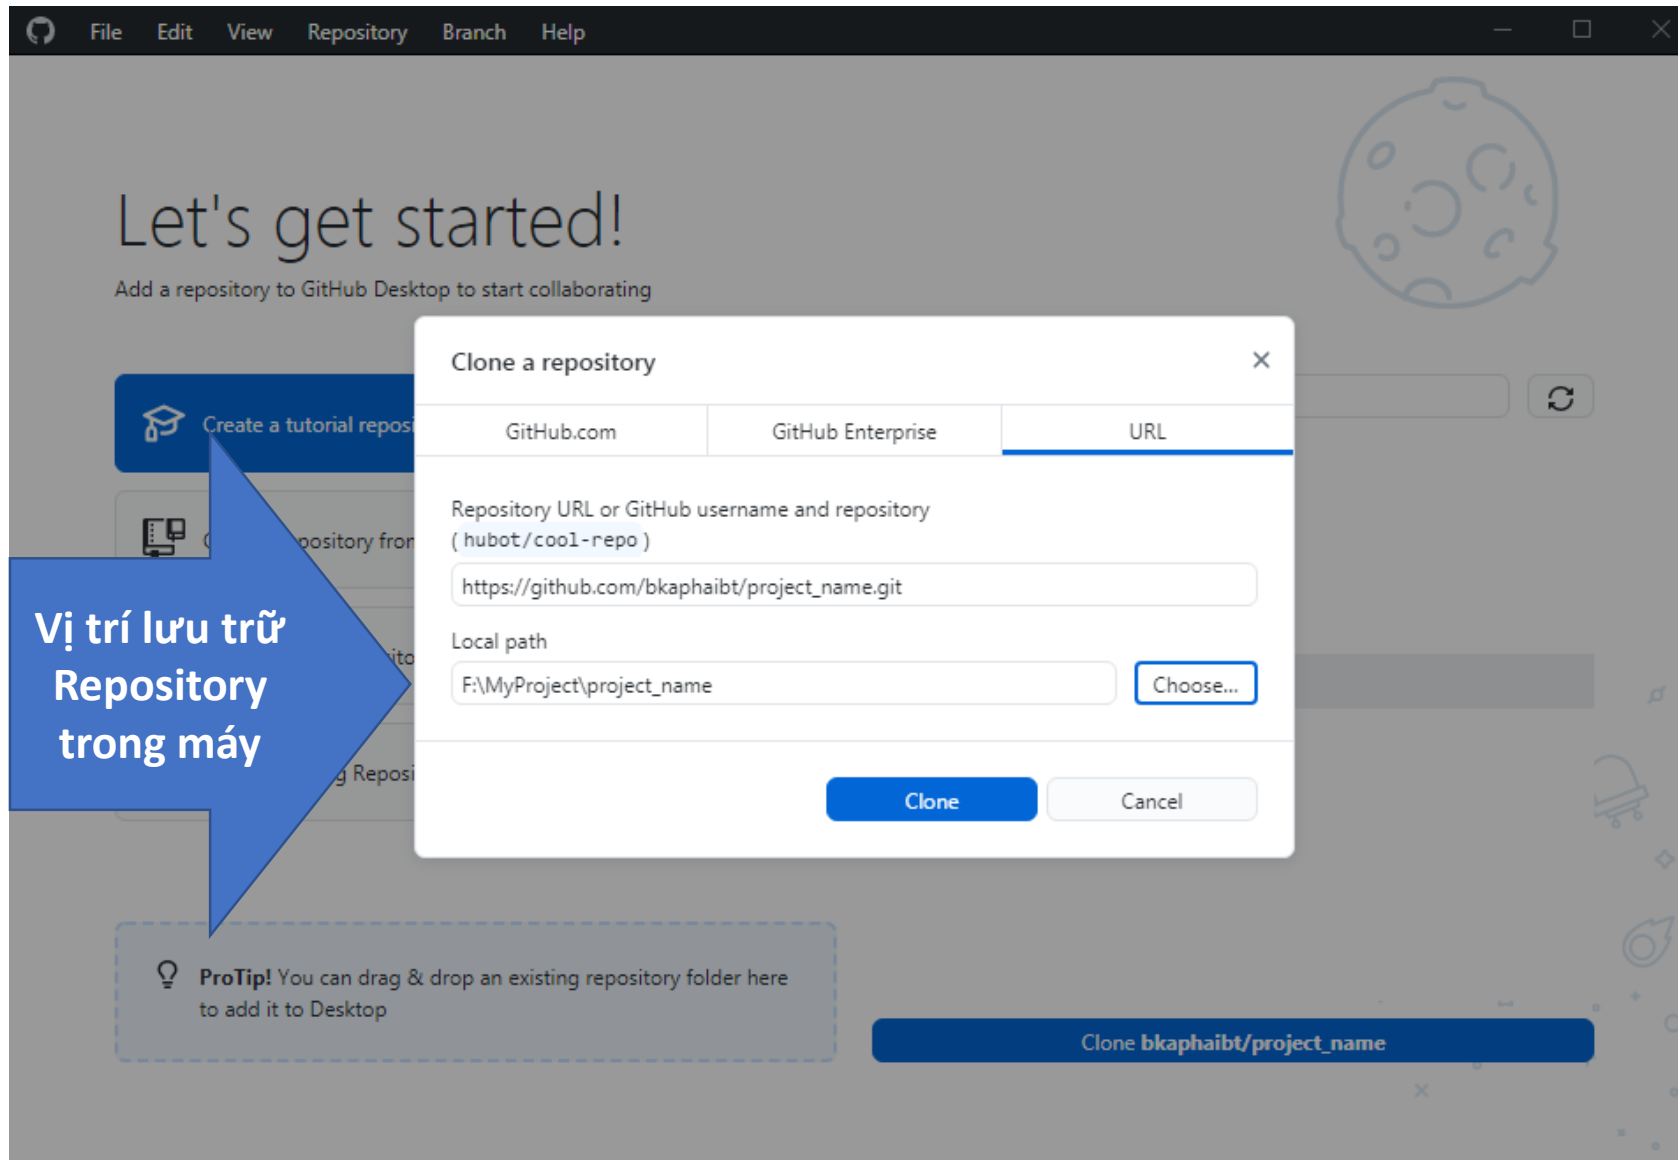 File Edit View Repository Branch Help
Let's get started!
Add a repository to GitHub Desktop to start collaborating
Create a tutorial
pository
Clone a repository
GitHub.com GitHub Enterprise URL
Repository URL or GitHub username and repository
(hubot/cool-repo)
https://github.com/bkaphaibt/project_name.git
Local path
F:\MyProject\project_name Choose...
Clone Cancel
Vị trí lưu trữ
Repository
trong máy
ProTip! You can drag & drop an existing repository folder here
to add it to Desktop
Clone bkaphaibt/project_name